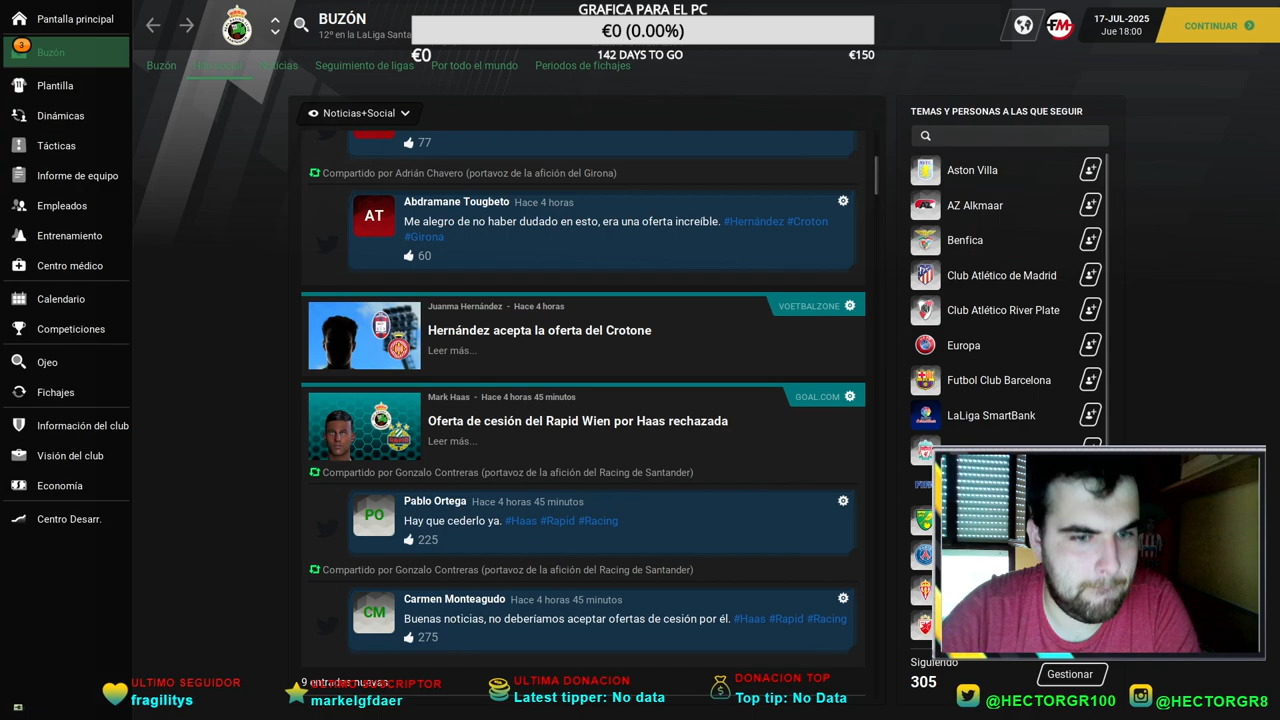 GRAFICA PARA EL PC
€0 (0.00%)
€0
142 DAYS TO GO
€150
Pantalla principal
3
Buzón
Plantilla
Dinámicas
Tácticas
Informe de equipo
Empleados
Entrenamiento
Centro médico
Calendario
Competiciones
Ojeo
Fichajes
Información del club
Visión del club
Economía
Centro Desarr.
BUZÓN
12º en la LaLiga Santa
FM
17-JUL-2025
Jue 18:00
CONTINUAR
Buzón
Noticias
Seguimiento de ligas
Por todo el mundo
Periodos de fichajes
Noticias+Social
77
Compartido por Adrián Chavero (portavoz de la afición del Girona)
AT
Abdramane Tougbeto Hace 4 horas
Me alegro de no haber dudado en esto, era una oferta increíble. #Hernández #Croton
#Girona
60
Juanma Hernández - Hace 4 horas
VOETBALZONE
Hernández acepta la oferta del Crotone
Leer más...
Mark Haas - Hace 4 horas 45 minutos
GOAL.COM
Oferta de cesión del Rapid Wien por Haas rechazada
Leer más...
Compartido por Gonzalo Contreras (portavoz de la afición del Racing de Santander)
PO
Pablo Ortega Hace 4 horas 45 minutos
Hay que cederlo ya. #Haas #Rapid #Racing
225
Compartido por Gonzalo Contreras (portavoz de la afición del Racing de Santander)
CM
Carmen Monteagudo Hace 4 horas 45 minutos
Buenas noticias, no deberíamos aceptar ofertas de cesión por él. #Haas #Rapid #Racing
275
9 entradas nuevas
TEMAS Y PERSONAS A LAS QUE SEGUIR
Aston Villa
AZ Alkmaar
Benfica
Club Atlético de Madrid
Club Atlético River Plate
Europa
Futbol Club Barcelona
LaLiga SmartBank
Siguiendo
305
Gestionar
ULTIMO SEGUIDOR
fragilitys
ULTIMO SUSCRIPTOR
markelgfdaer
ULTIMA DONACION
Latest tipper: No data
DONACION TOP
Top tip: No Data
@HECTORGR100
@HECTORGR8